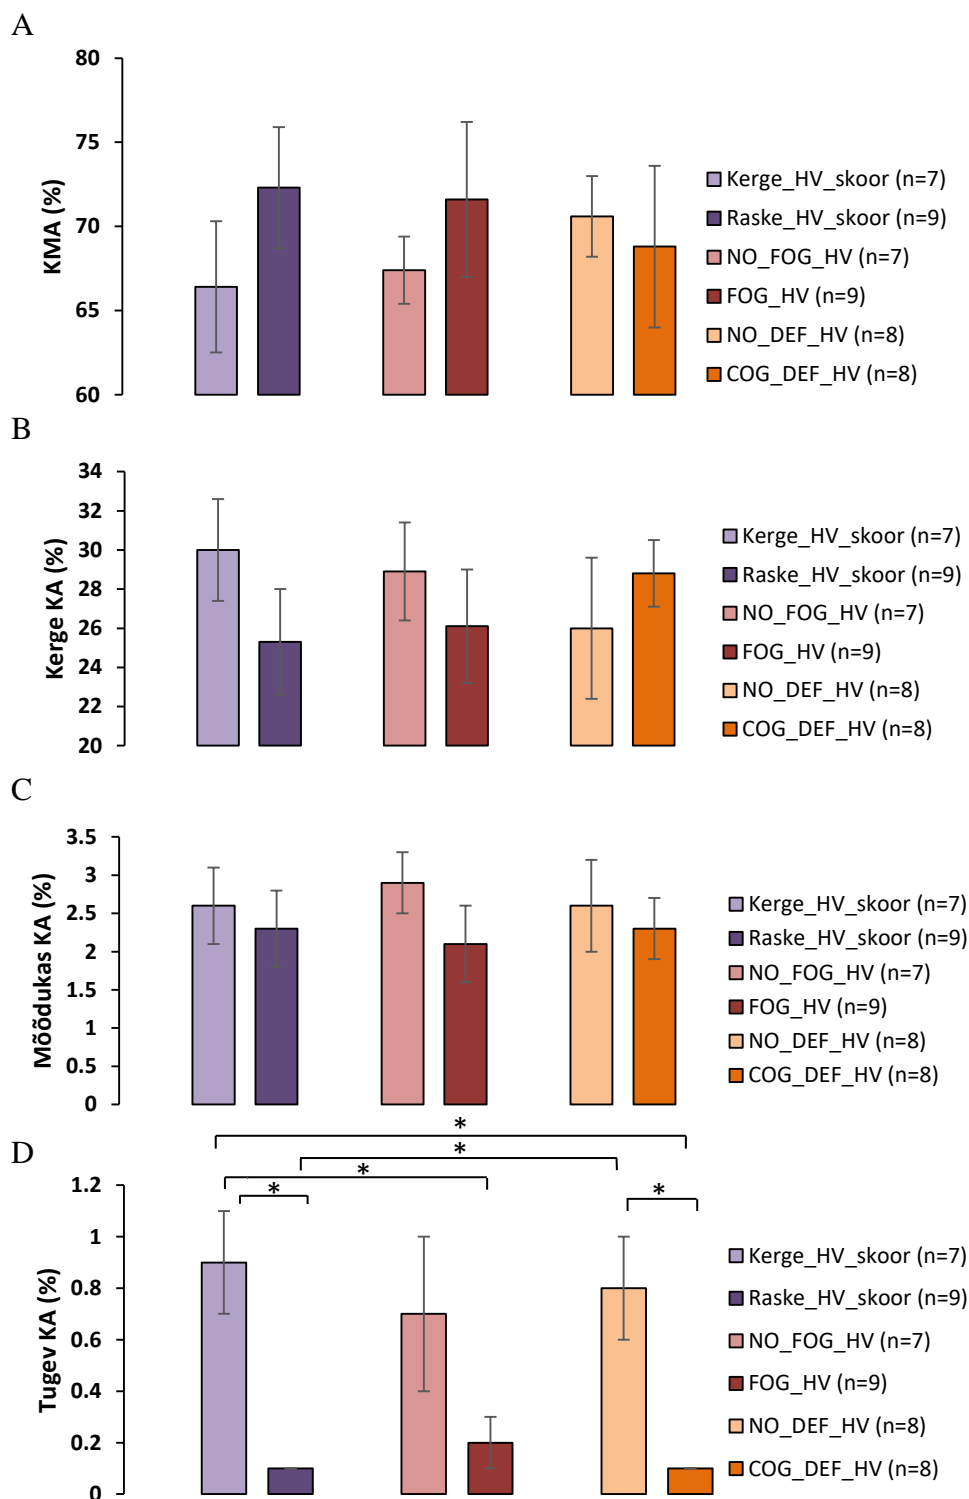 A
80
75
70
65
60
KMA (%)
Kerge_HV_skoor (n=7)
Raske_HV_skoor (n=9)
NO_FOG_HV (n=7)
FOG_HV (n=9)
NO_DEF_HV (n=8)
COG_DEF_HV (n=8)
B
34
32
30
28
26
24
22
20
Kerge KA (%)
Kerge_HV_skoor (n=7)
Raske_HV_skoor (n=9)
NO_FOG_HV (n=7)
FOG_HV (n=9)
NO_DEF_HV (n=8)
COG_DEF_HV (n=8)
C
3.5
3
2.5
2
1.5
1
0.5
0
Mõõdukas KA (%)
Kerge_HV_skoor (n=7)
Raske_HV_skoor (n=9)
NO_FOG_HV (n=7)
FOG_HV (n=9)
NO_DEF_HV (n=8)
COG_DEF_HV (n=8)
D
*
*
*
*
*
1.2
1
0.8
0.6
0.4
0.2
0
Tugev KA (%)
Kerge_HV_skoor (n=7)
Raske_HV_skoor (n=9)
NO_FOG_HV (n=7)
FOG_HV (n=9)
NO_DEF_HV (n=8)
COG_DEF_HV (n=8)